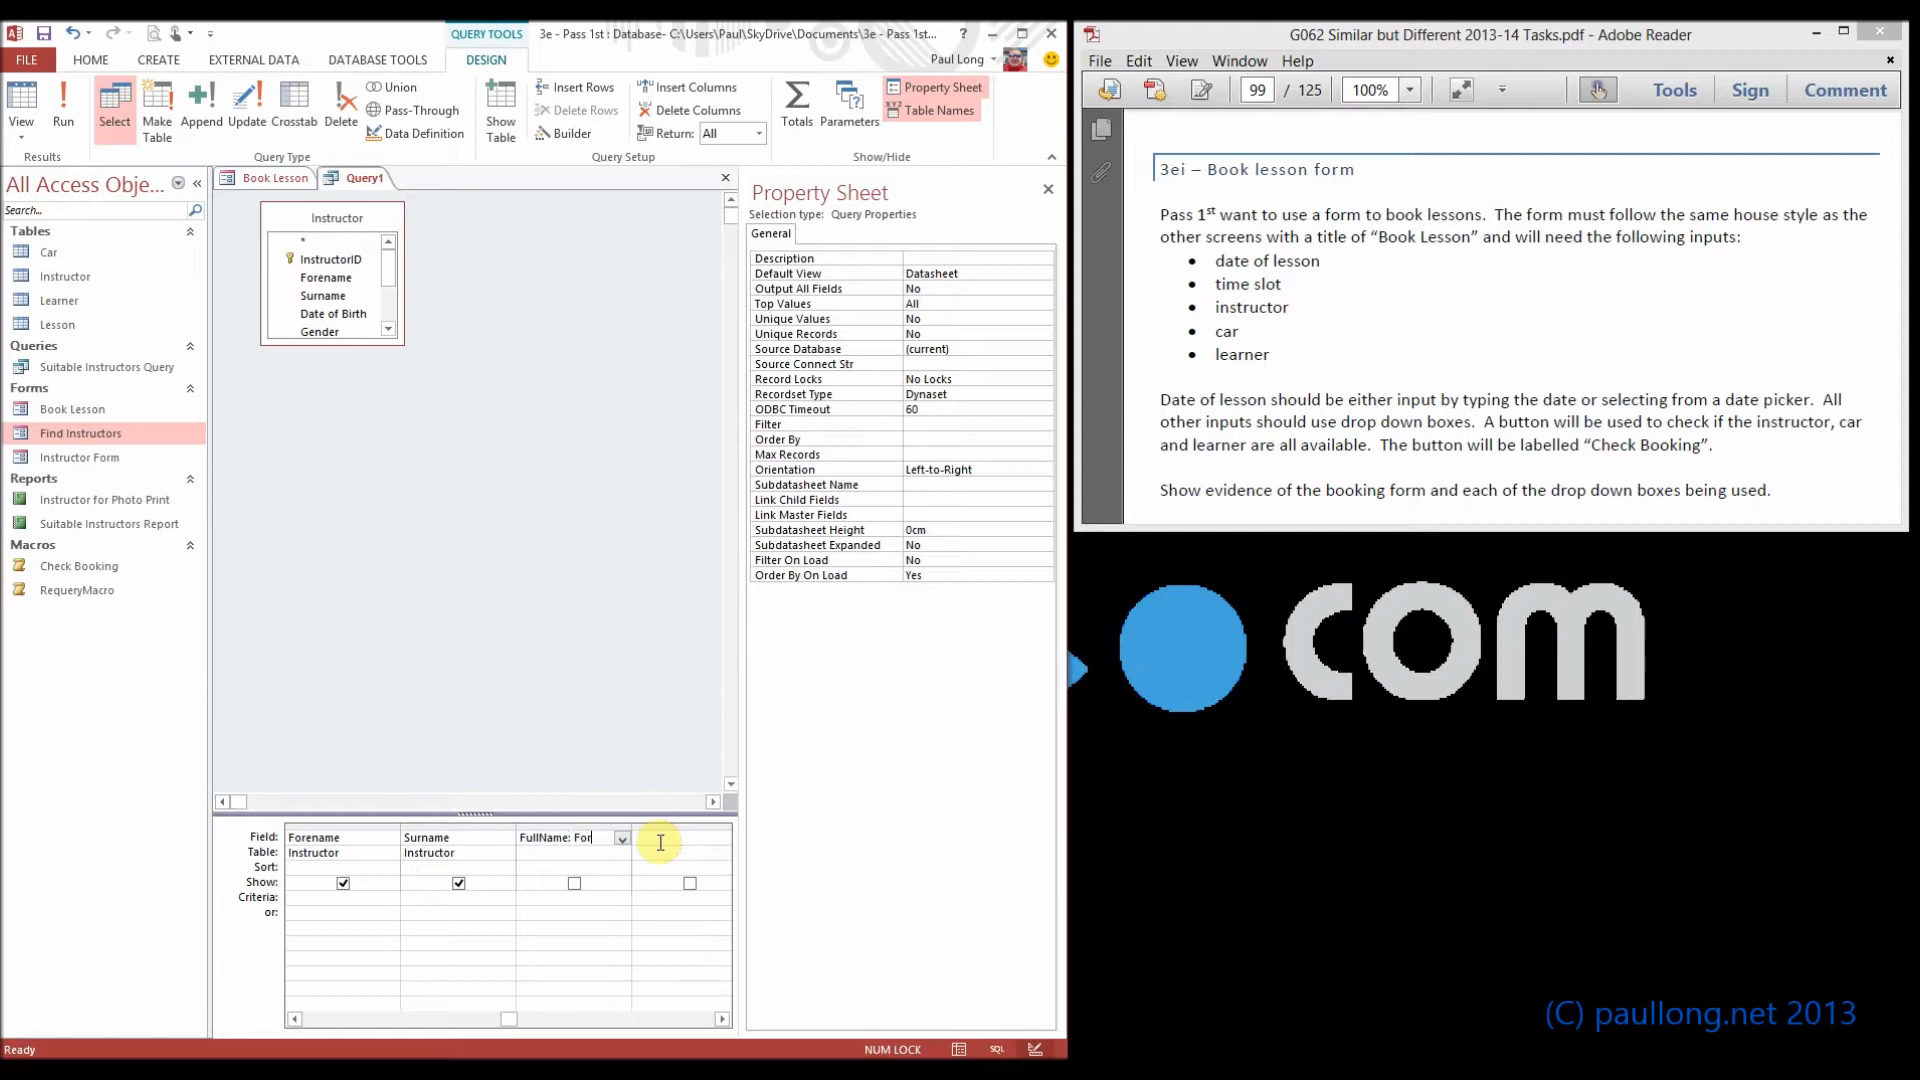 QUERY TOOLS
3e - Pass 1st : Database- C:\Users\Paul\SkyDrive\Documents\3e - Pass 1st...
?
FILE HOME CREATE EXTERNAL DATA DATABASE TOOLS DESIGN
Paul Long
View
Run
Select
Make Table
Append
Update
Crosstab
Delete
Union
Pass-Through
Data Definition
Show Table
Insert Rows
Delete Rows
Builder
Insert Columns
Delete Columns
Return: All
Totals
Parameters
Property Sheet
Table Names
Results
Query Type
Query Setup
Show/Hide
All Access Obje...
Search...
Tables
Car
Instructor
Learner
Lesson
Queries
Suitable Instructors Query
Forms
Book Lesson
Find Instructors
Instructor Form
Reports
Instructor for Photo Print
Suitable Instructors Report
Macros
Check Booking
RequeryMacro
Book Lesson
Query1
Instructor
*
InstructorID
Forename
Surname
Date of Birth
Gender
Property Sheet
Selection type: Query Properties
General
Description
Default View Datasheet
Output All Fields No
Top Values All
Unique Values No
Unique Records No
Source Database (current)
Source Connect Str
Record Locks No Locks
Recordset Type Dynaset
ODBC Timeout 60
Filter
Order By
Max Records
Orientation Left-to-Right
Subdatasheet Name
Link Child Fields
Link Master Fields
Subdatasheet Height 0cm
Subdatasheet Expanded No
Filter On Load No
Order By On Load Yes
Field: Forename Surname FullName: For
Table: Instructor Instructor
Sort:
Show:
Criteria:
or:
Ready
NUM LOCK
SQL
G062 Similar but Different 2013-14 Tasks.pdf - Adobe Reader
File Edit View Window Help
99 / 125 100% Tools Sign Comment
3ei – Book lesson form
Pass 1st want to use a form to book lessons. The form must follow the same house style as the
other screens with a title of “Book Lesson” and will need the following inputs:
• date of lesson
• time slot
• instructor
• car
• learner
Date of lesson should be either input by typing the date or selecting from a date picker. All
other inputs should use drop down boxes. A button will be used to check if the instructor, car
and learner are all available. The button will be labelled “Check Booking”.
Show evidence of the booking form and each of the drop down boxes being used.
com
(C) paullong.net 2013